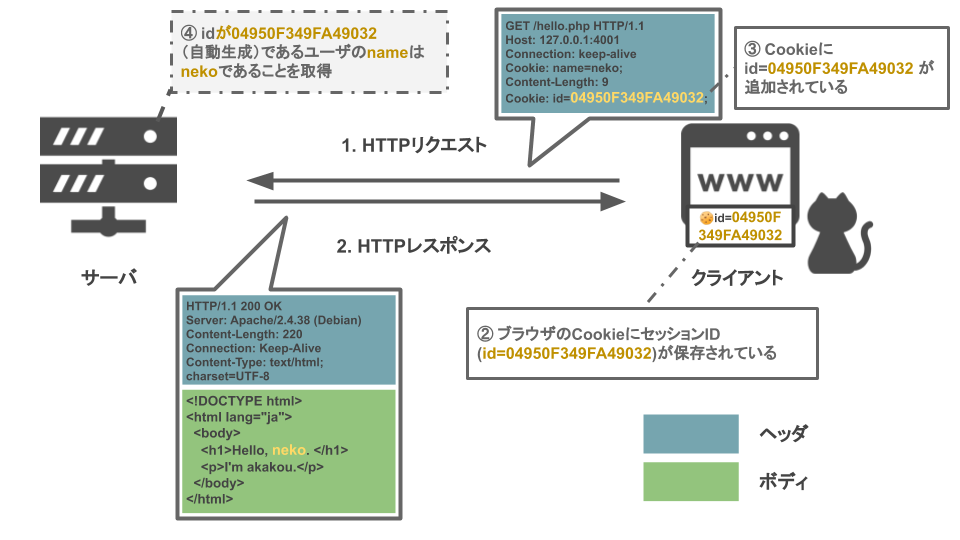 ④ idが04950F349FA49032
（自動生成）であるユーザのnameは
nekoであることを取得
GET /hello.php HTTP/1.1
Host: 127.0.0.1:4001
Connection: keep-alive
Cookie: name=neko;
Content-Length: 9
Cookie: id=04950F349FA49032;
③ Cookieに
id=04950F349FA49032 が
追加されている
1. HTTPリクエスト
2. HTTPレスポンス
サーバ
WWW
id=04950F
349FA49032
クライアント
② ブラウザのCookieにセッションID
(id=04950F349FA49032)が保存されている
HTTP/1.1 200 OK
Server: Apache/2.4.38 (Debian)
Content-Length: 220
Connection: Keep-Alive
Content-Type: text/html;
charset=UTF-8
<!DOCTYPE html>
<html lang="ja">
<body>
<h1>Hello, neko. </h1>
<p>I'm akakou.</p>
</body>
</html>
ヘッダ
ボディ